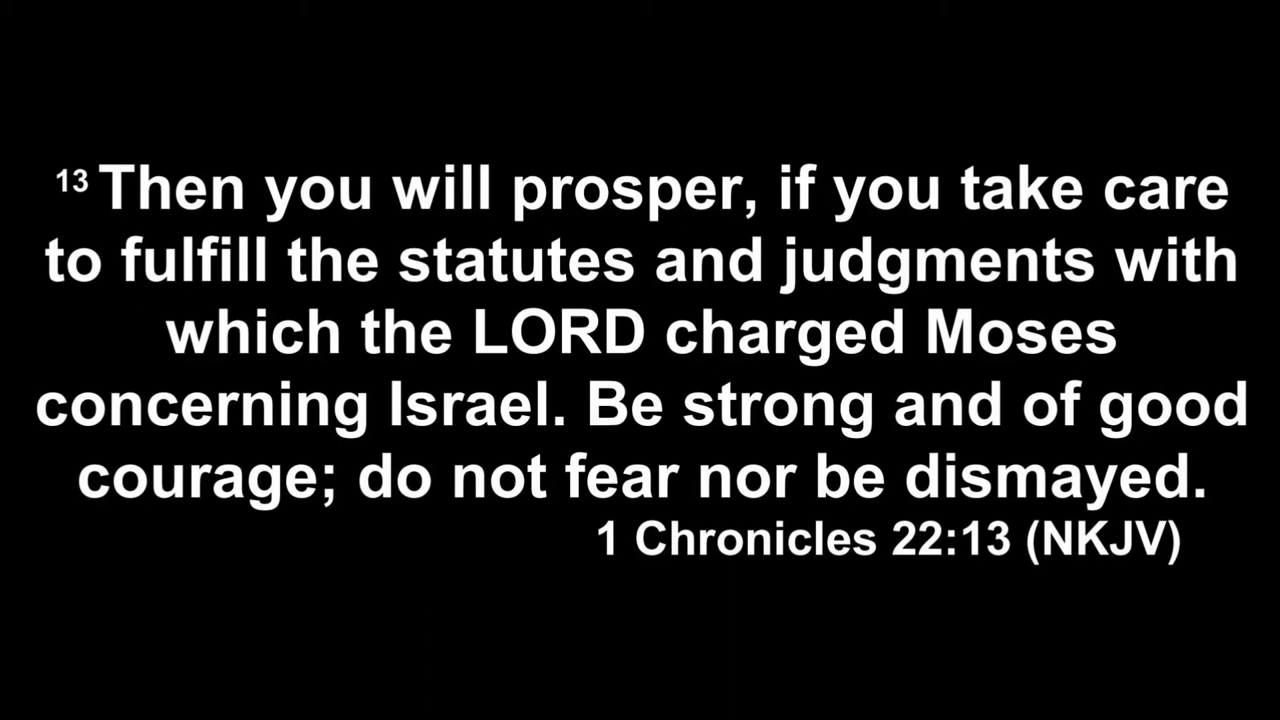 13 Then you will prosper, if you take care
to fulfill the statutes and judgments with
which the LORD charged Moses
concerning Israel. Be strong and of good
courage; do not fear nor be dismayed.
1 Chronicles 22:13 (NKJV)